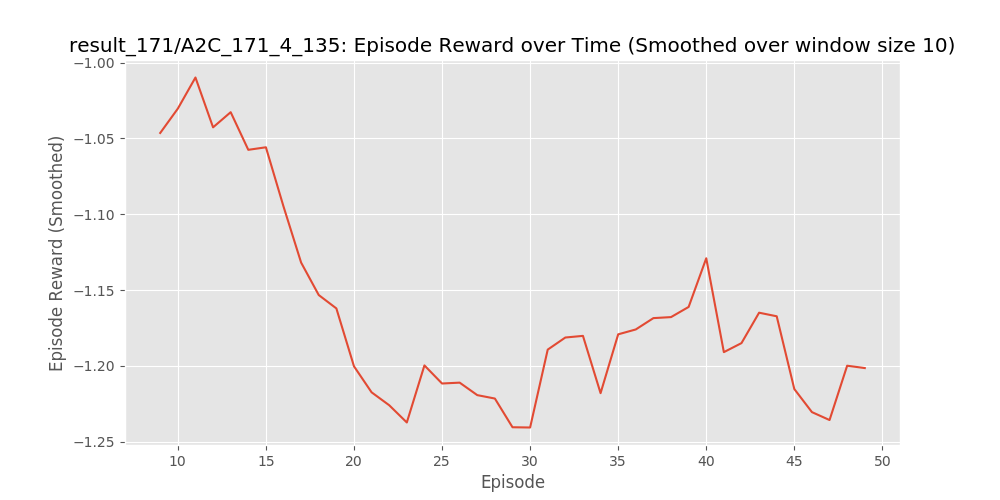 result_171/A2C_171_4_135: Episode Reward over Time (Smoothed over window size 10)
Episode Reward (Smoothed)
−1.00
−1.05
−1.10
−1.15
−1.20
−1.25
10 15 20 25 30 35 40 45 50
Episode